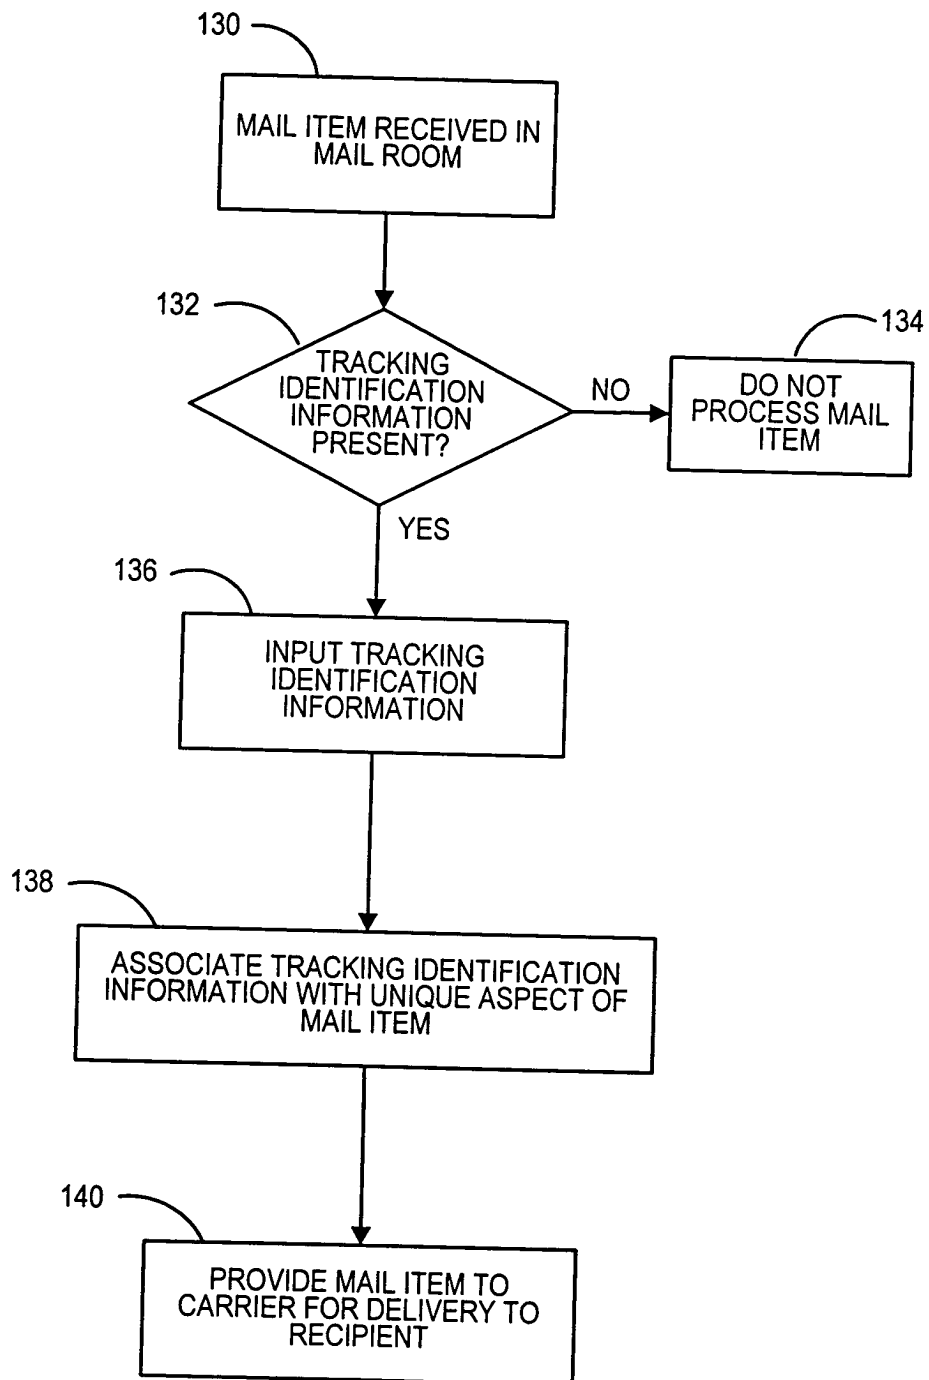 130
MAIL ITEM RECEIVED IN
MAIL ROOM
132
TRACKING
IDENTIFICATION
INFORMATION
PRESENT?
NO
134
DO NOT
PROCESS MAIL
ITEM
YES
136
INPUT TRACKING
IDENTIFICATION
INFORMATION
138
ASSOCIATE TRACKING IDENTIFICATION
INFORMATION WITH UNIQUE ASPECT OF
MAIL ITEM
140
PROVIDE MAIL ITEM TO
CARRIER FOR DELIVERY TO
RECIPIENT